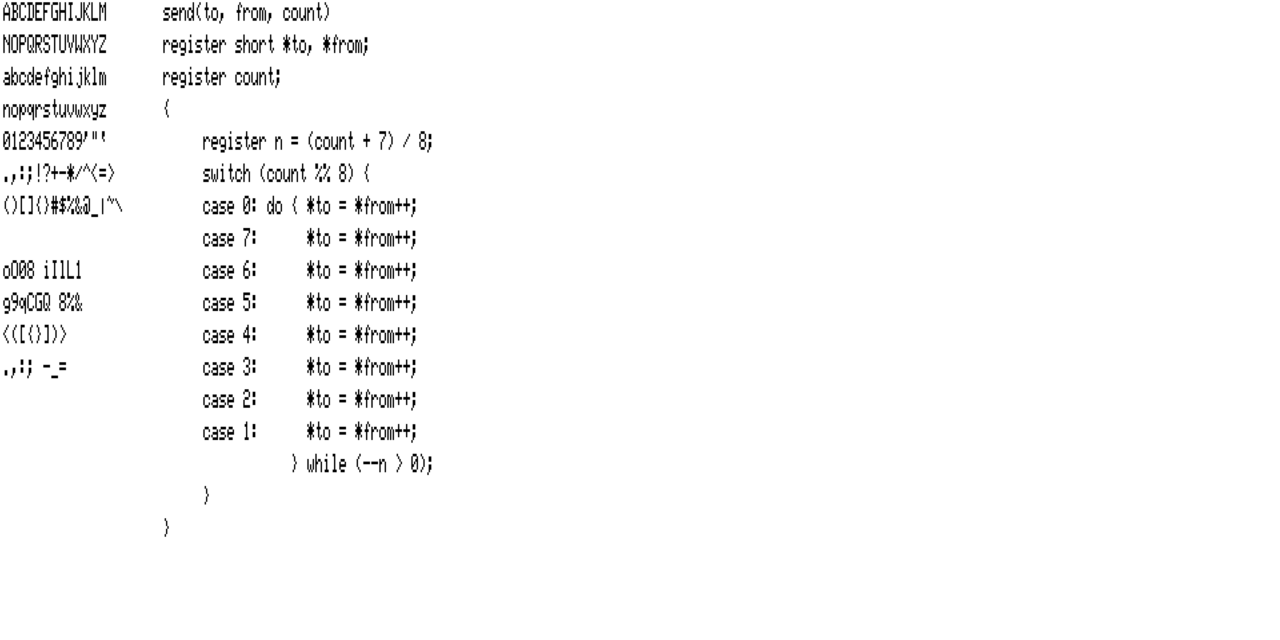 ABCDEFGHIJKLM       send(to, from, count)
NOPQRSTUVWXYZ       register short *to, *from;
abcdefghijklm       register count;
nopqrstuvwxyz       {
0123456789'"`            register n = (count + 7) / 8;
.,:;!?+-*/^<=>           switch (count %% 8) {
()[]{}#$%&@_|~\          case 0: do { *to = *from++;
                         case 7:      *to = *from++;
oO08 iIlL1               case 6:      *to = *from++;
g9qCGQ 8%&               case 5:      *to = *from++;
<([{}])>                 case 4:      *to = *from++;
.,:; -_=                 case 3:      *to = *from++;
                         case 2:      *to = *from++;
                         case 1:      *to = *from++;
                                    } while (--n > 0);
                         }
                    }